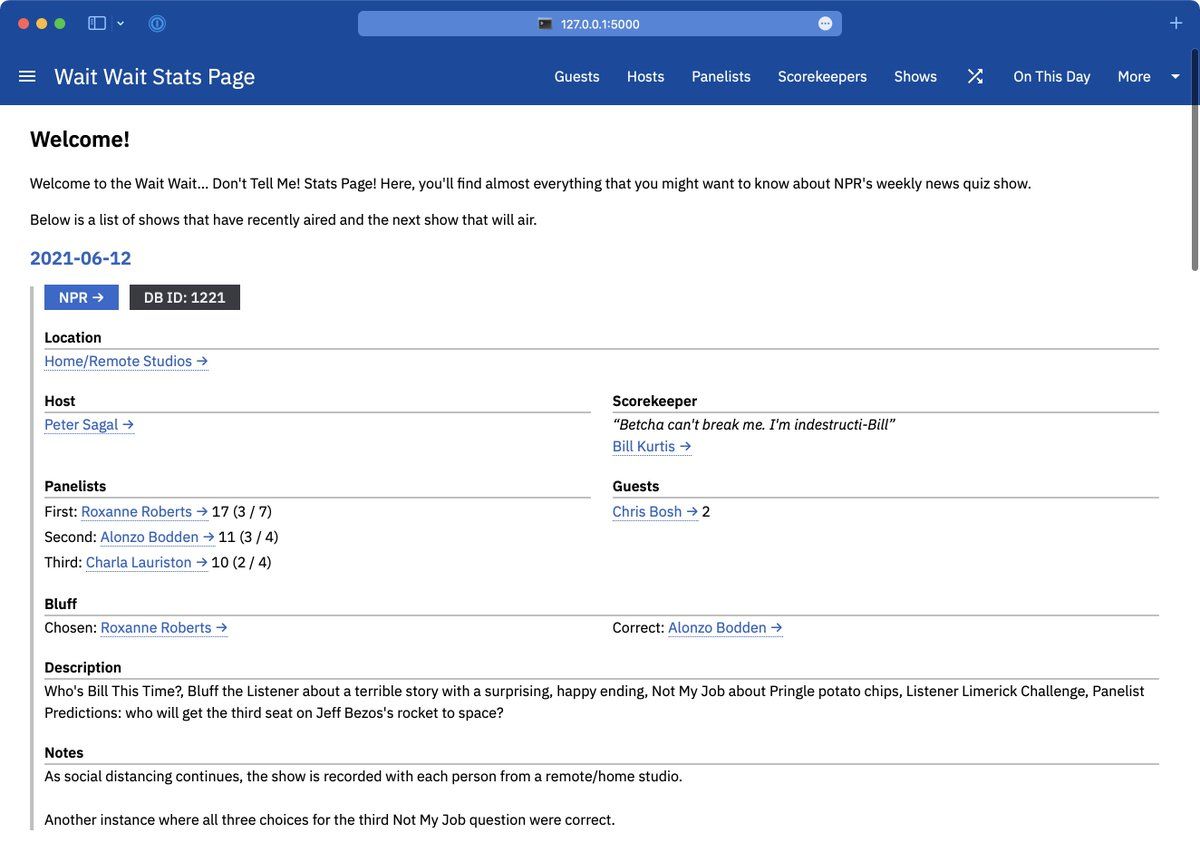 127.0.0.1:5000
Wait Wait Stats Page
Guests Hosts Panelists Scorekeepers Shows On This Day More
Welcome!
Welcome to the Wait Wait... Don't Tell Me! Stats Page! Here, you'll find almost everything that you might want to know about NPR's weekly news quiz show.
Below is a list of shows that have recently aired and the next show that will air.
2021-06-12
NPR → DB ID: 1221
Location
Home/Remote Studios →
Host
Peter Sagal →
Scorekeeper
“Betcha can't break me. I'm indestructi-Bill”
Bill Kurtis →
Panelists
First: Roxanne Roberts → 17 (3 / 7)
Second: Alonzo Bodden → 11 (3 / 4)
Third: Charla Lauriston → 10 (2 / 4)
Guests
Chris Bosh → 2
Bluff
Chosen: Roxanne Roberts →
Correct: Alonzo Bodden →
Description
Who's Bill This Time?, Bluff the Listener about a terrible story with a surprising, happy ending, Not My Job about Pringle potato chips, Listener Limerick Challenge, Panelist
Predictions: who will get the third seat on Jeff Bezos's rocket to space?
Notes
As social distancing continues, the show is recorded with each person from a remote/home studio.
Another instance where all three choices for the third Not My Job question were correct.